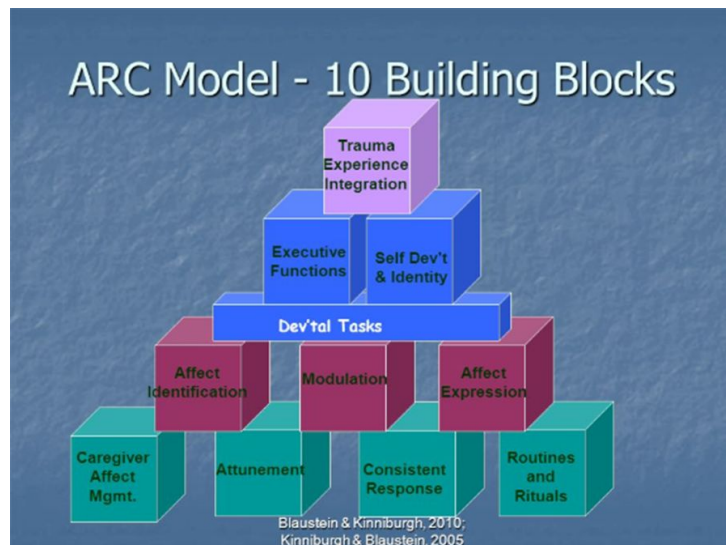 ARC Model - 10 Building Blocks
Trauma
Experience
Integration
Executive
Functions
Self Dev't
& Identity
Dev'tal Tasks
Affect
Identification
Modulation
Affect
Expression
Caregiver
Affect
Mgmt.
Attunement
Consistent
Response
Routines
and
Rituals
Blaustein & Kinniburgh, 2010;
Kinniburgh & Blaustein, 2005